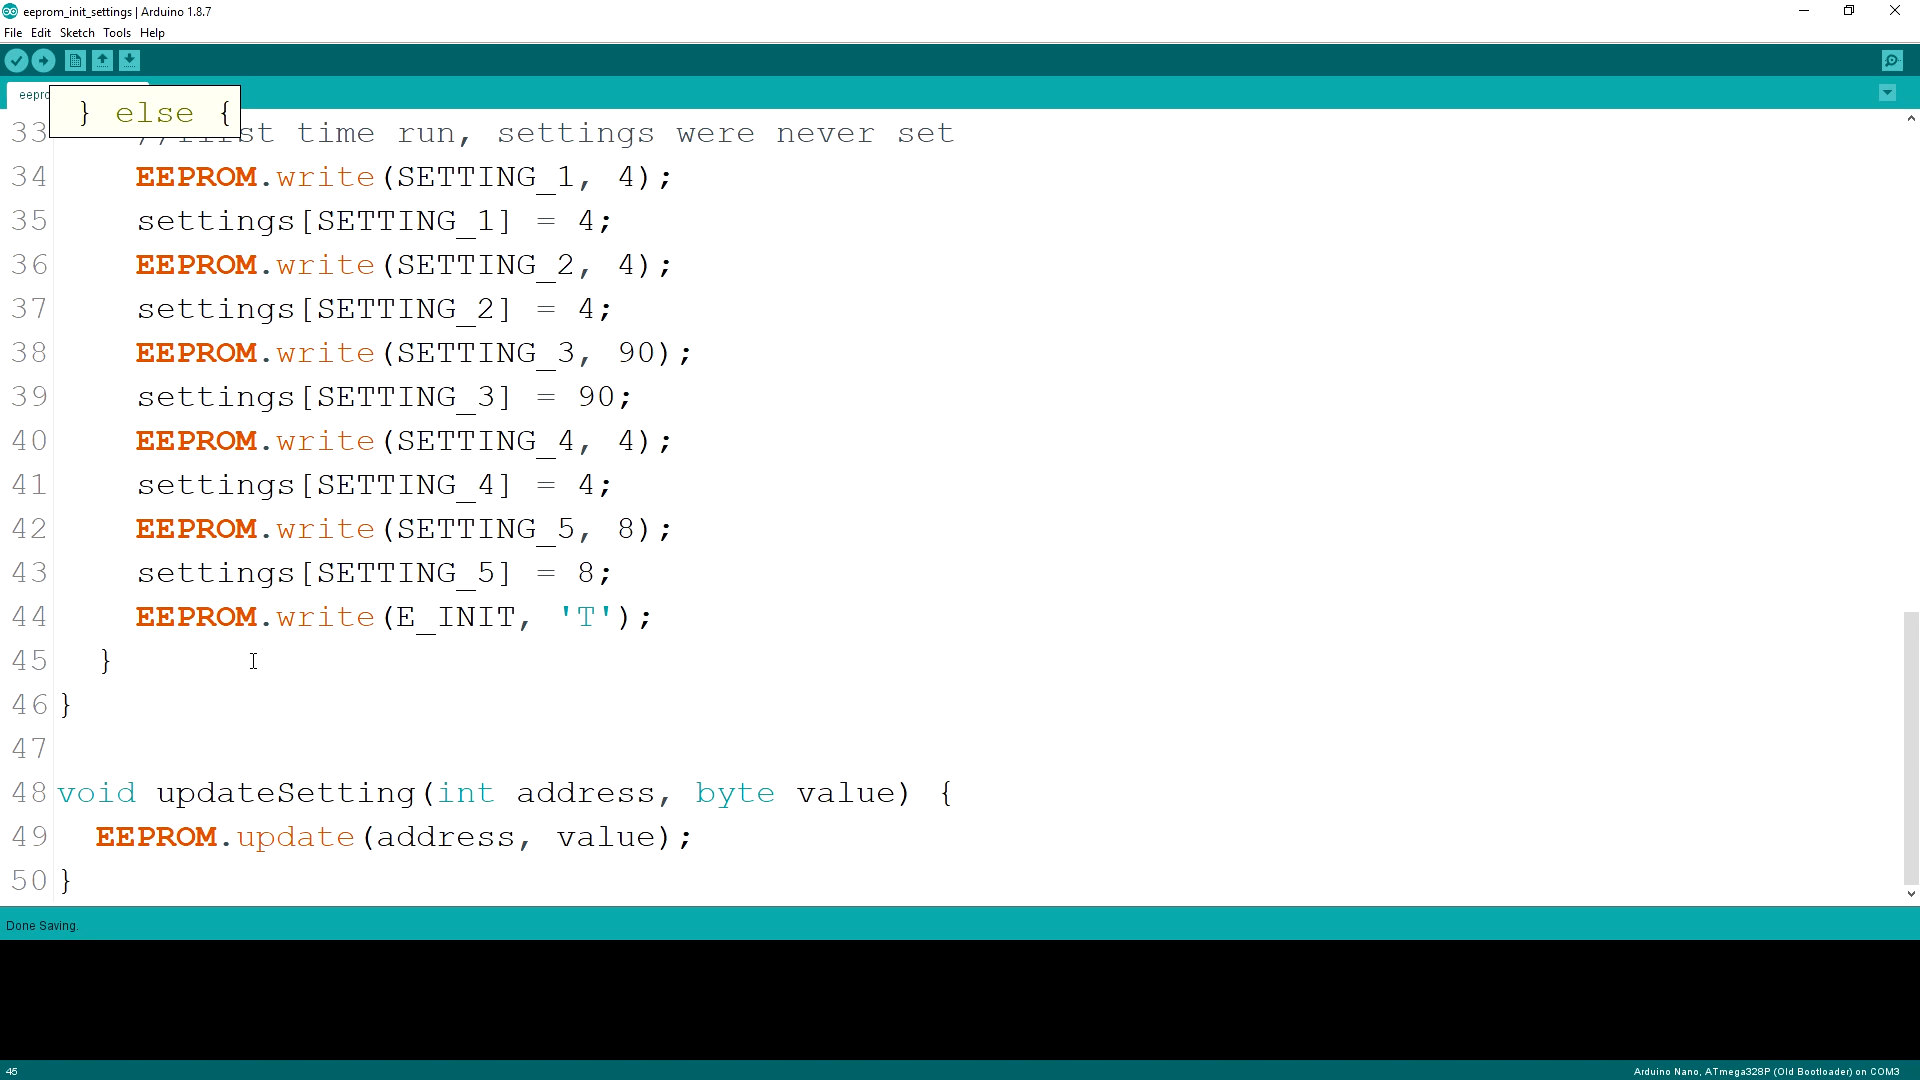 eeprom_init_settings | Arduino 1.8.7
File Edit Sketch Tools Help
eepro
} else {
33 //first time run, settings were never set
34 EEPROM.write(SETTING_1, 4);
35 settings[SETTING_1] = 4;
36 EEPROM.write(SETTING_2, 4);
37 settings[SETTING_2] = 4;
38 EEPROM.write(SETTING_3, 90);
39 settings[SETTING_3] = 90;
40 EEPROM.write(SETTING_4, 4);
41 settings[SETTING_4] = 4;
42 EEPROM.write(SETTING_5, 8);
43 settings[SETTING_5] = 8;
44 EEPROM.write(E_INIT, 'T');
45 }
46 }
47
48 void updateSetting(int address, byte value) {
49 EEPROM.update(address, value);
50 }
Done Saving.
45 Arduino Nano, ATmega328P (Old Bootloader) on COM3